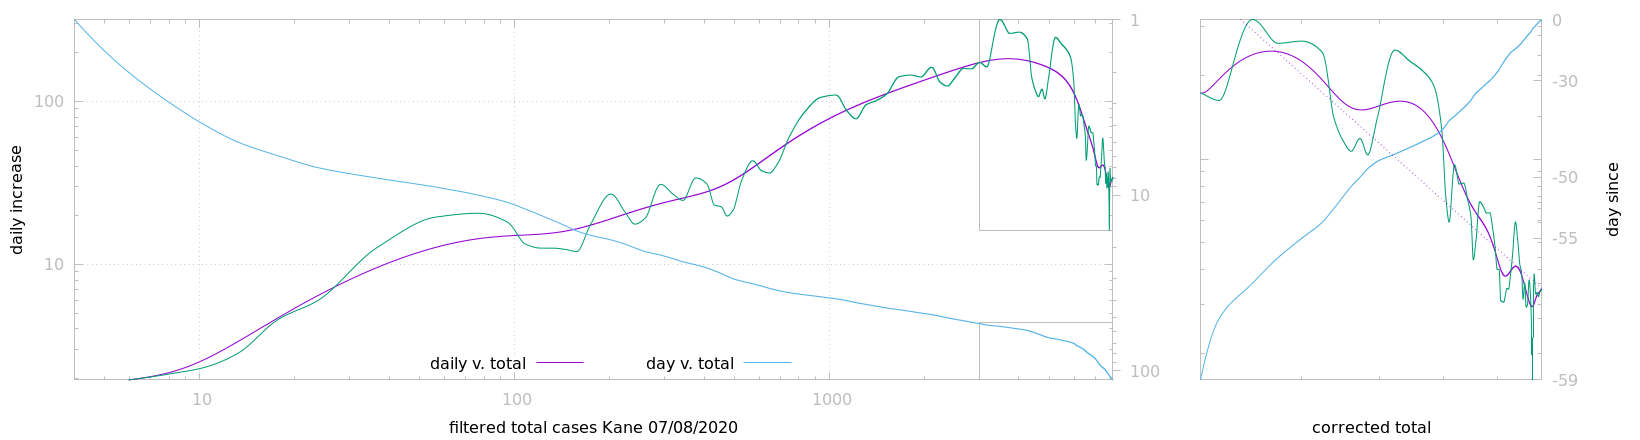 daily increase
100
10
daily v. total
day v. total
1
10
100
10
100
1000
filtered total cases Kane 07/08/2020
0
-30
-50
-55
-59
day since
corrected total